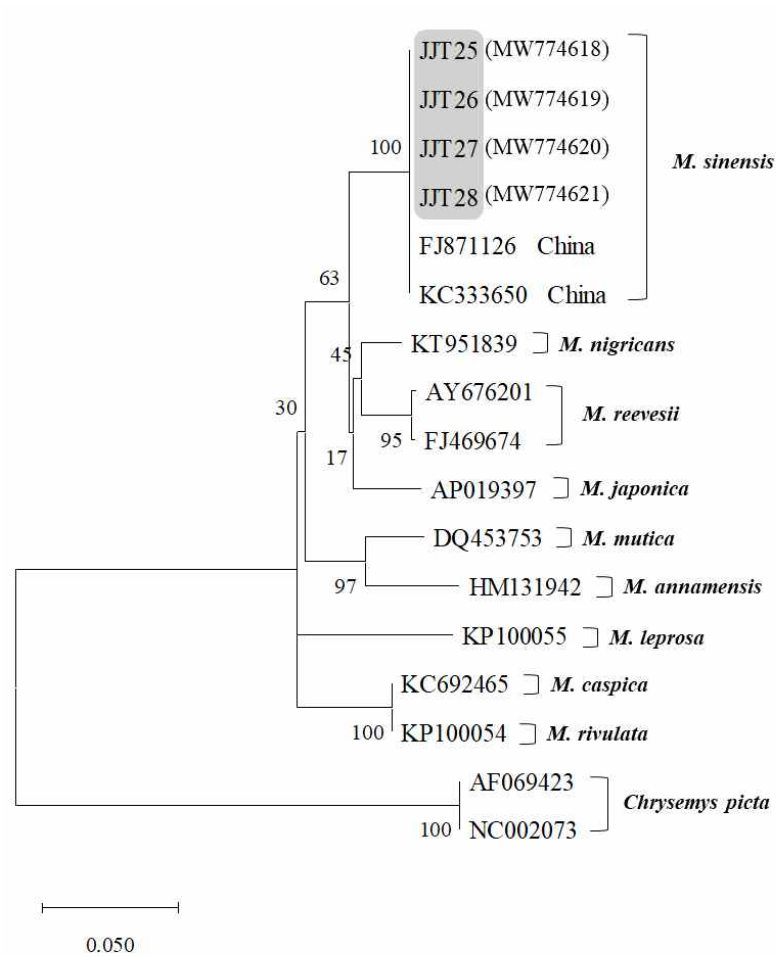 JJT25 (MW774618)
JJT26 (MW774619)
100
JJT27 (MW774620)
M. sinensis
JJT28 (MW774621)
FJ871126 China
63
KC333650 China
45
KT951839
M. nigricans
AY676201
30
M. reevesii
95
FJ469674
17
AP019397
M. japonica
DQ453753
M. mutica
97
HM131942
M. annamensis
KP100055
M. leprosa
KC692465
M. caspica
100
KP100054
M. rivulata
AF069423
Chrysemys picta
100
NC002073
0.050